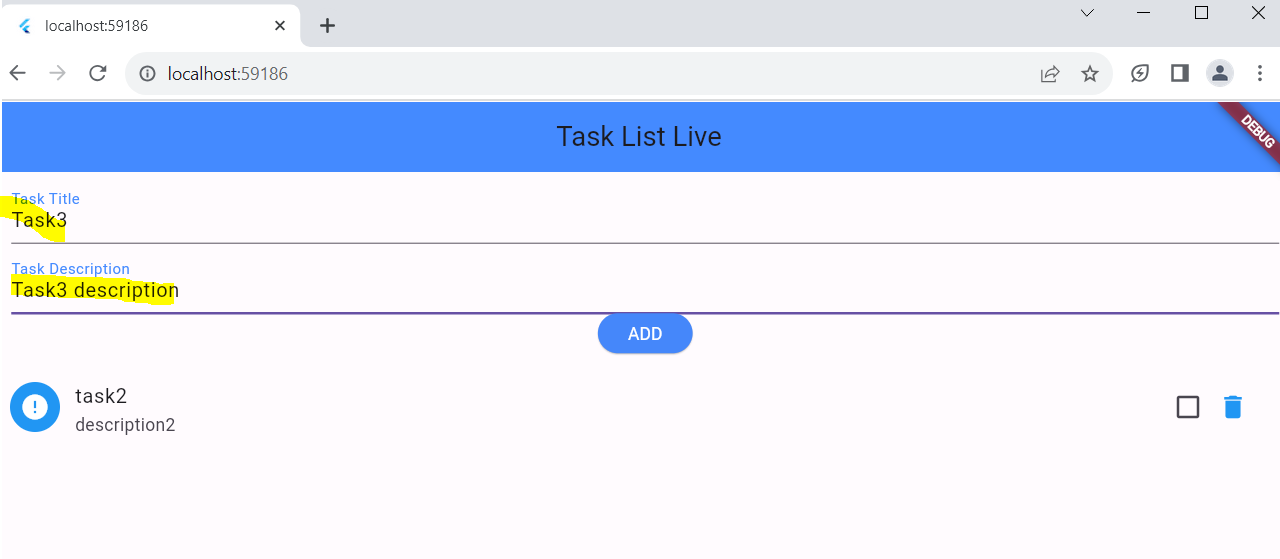 localhost:59186
localhost:59186
Task List Live
DEBUG
Task Title
Task3
Task Description
Task3 description
ADD
task2
description2